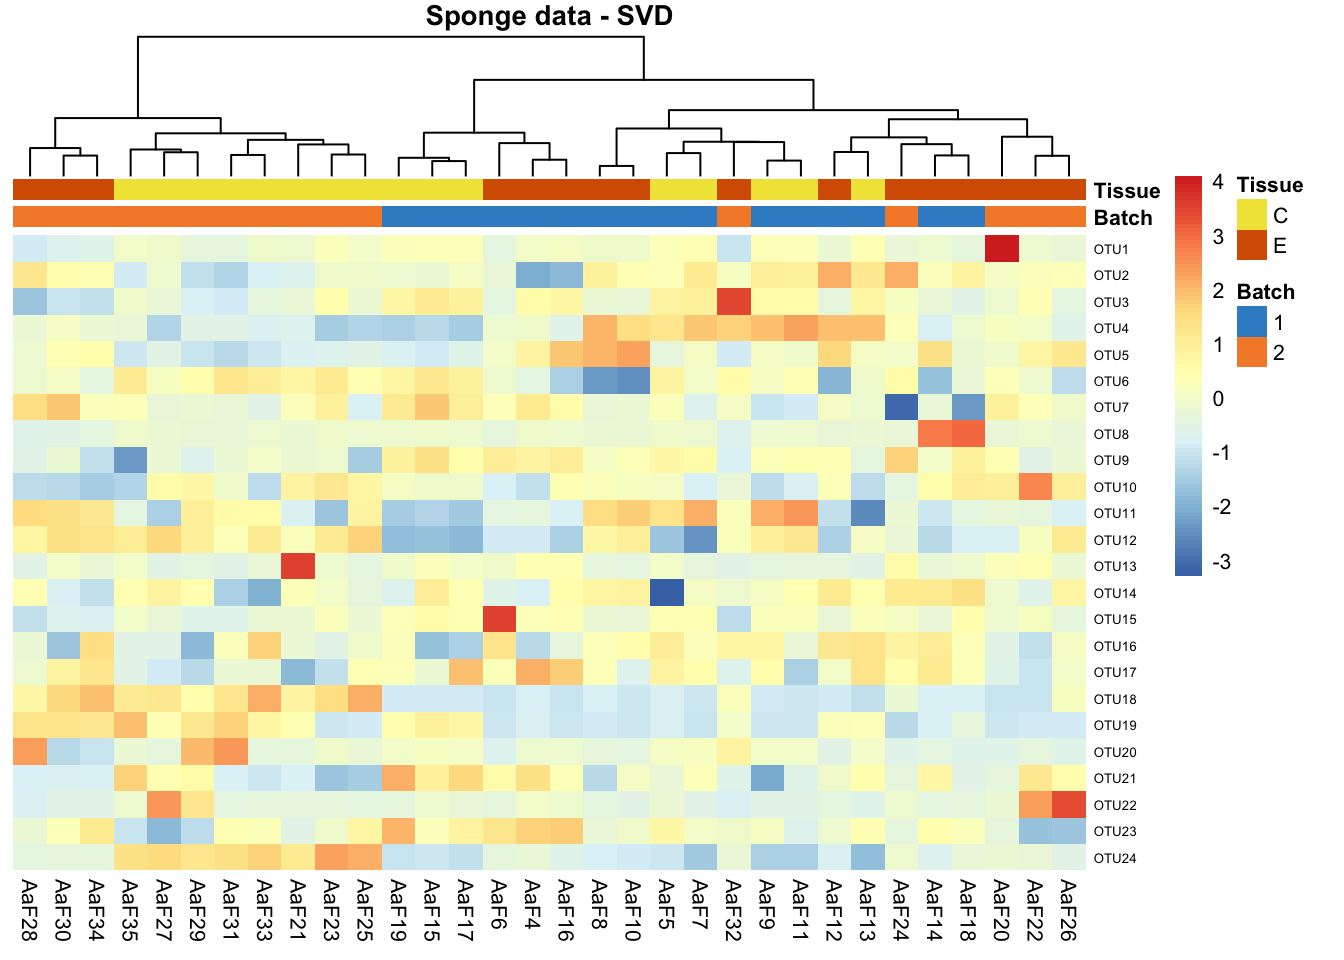 Sponge data - SVD
Tissue
Batch
OTU1
OTU2
OTU3
OTU4
OTU5
OTU6
OTU7
OTU8
OTU9
OTU10
OTU11
OTU12
OTU13
OTU14
OTU15
OTU16
OTU17
OTU18
OTU19
OTU20
OTU21
OTU22
OTU23
OTU24
AaF28 AaF30 AaF34 AaF35 AaF27 AaF29 AaF31 AaF33 AaF21 AaF23 AaF25 AaF19 AaF15 AaF17 AaF6 AaF4 AaF16 AaF8 AaF10 AaF5 AaF7 AaF32 AaF9 AaF11 AaF12 AaF13 AaF24 AaF14 AaF18 AaF20 AaF22 AaF26
4
3
2
1
0
-1
-2
-3
Tissue
C
E
Batch
1
2